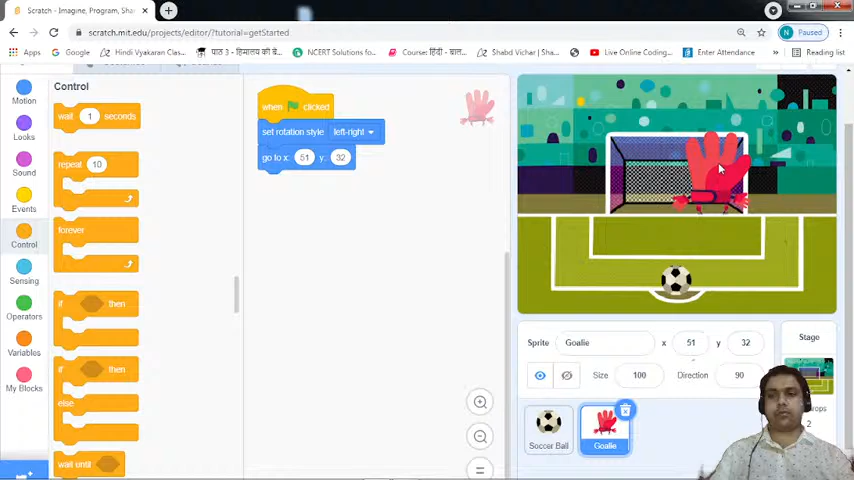 Scratch - Imagine, Program, Sha
scratch.mit.edu/projects/editor/?tutorial=getStarted
N Paused
Apps
Google
Hindi Vyakaran Clas
पाठ 3 - हिमालय की बे
NCERT Solutions fo
Course: हिंदी - बाल
Shabd Vichar (शब्द
Live Online Coding
Enter Attendance
Reading list
Motion
Looks
Sound
Events
Control
Sensing
Operators
Variables
My Blocks
Control
wait 1 seconds
repeat 10
forever
if then
if then
else
wait until
when clicked
set rotation style left-right
go to x: 51 y: 32
Sprite Goalie x 51 y 32
Size 100 Direction 90
Soccer Ball
Goalie
Stage
2